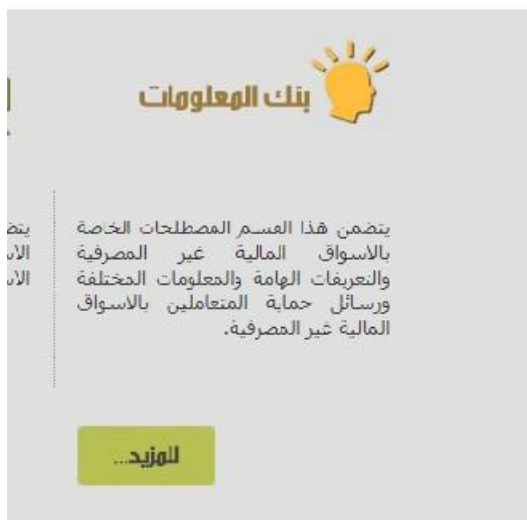 بنك المعلومات
يتضمن هذا القسم المصطلحات الخاصة
بالاسواق المالية غير المصرفية
والتعريفات الهامة والمعلومات المختلفة
ورسائل حماية المتعاملين بالاسواق
المالية غير المصرفية.
للمزيد...